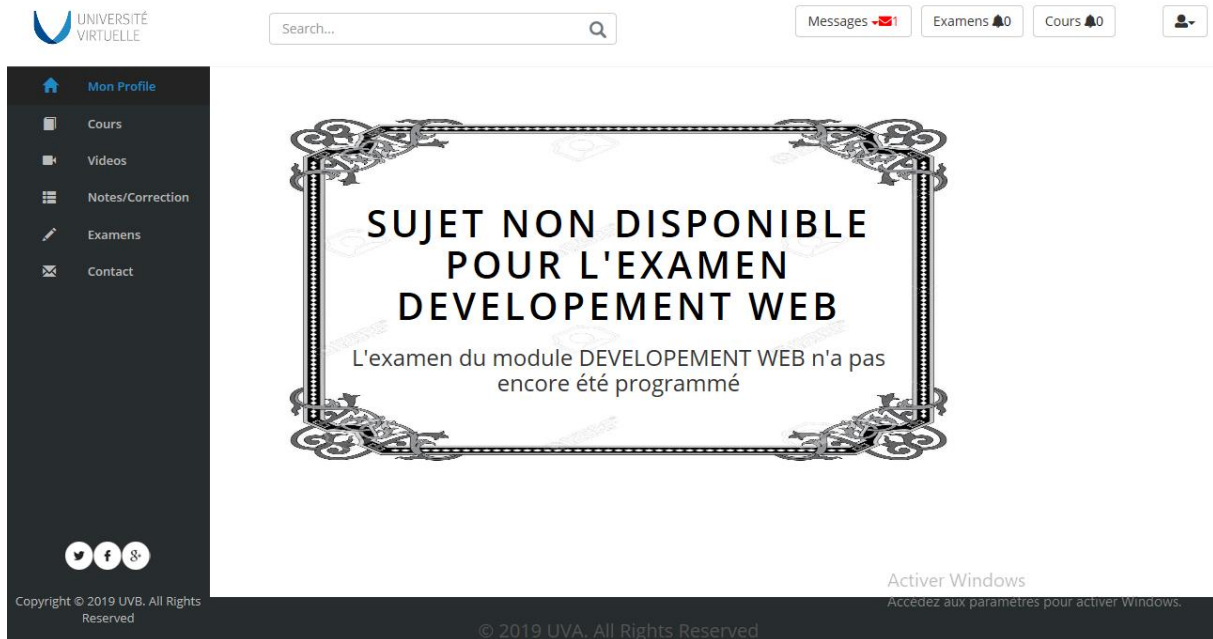 UNIVERSITÉ
VIRTUELLE
Search...
Messages 1
Examens 0
Cours 0
Mon Profile
Cours
Videos
Notes/Correction
Examens
Contact
SUJET NON DISPONIBLE
POUR L'EXAMEN
DEVELOPEMENT WEB
L'examen du module DEVELOPEMENT WEB n'a pas
encore été programmé
Copyright © 2019 UVB. All Rights
Reserved
Activer Windows
Accédez aux paramètres pour activer Windows.
© 2019 UVA. All Rights Reserved